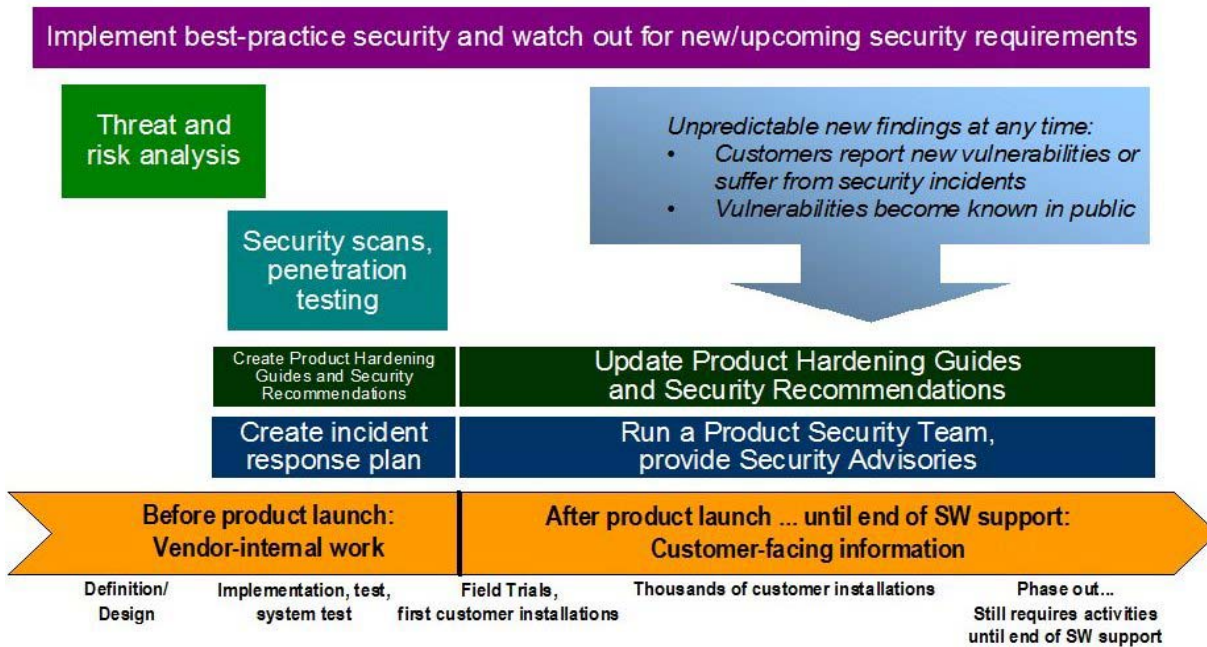 Implement best-practice security and watch out for new/upcoming security requirements
Threat and
risk analysis
Unpredictable new findings at any time:
• Customers report new vulnerabilities or
suffer from security incidents
• Vulnerabilities become known in public
Security scans,
penetration
testing
Create Product Hardening
Guides and Security
Recommendations
Update Product Hardening Guides
and Security Recommendations
Create incident
response plan
Run a Product Security Team,
provide Security Advisories
Before product launch:
Vendor-internal work
After product launch ... until end of SW support:
Customer-facing information
Definition/
Design
Implementation, test,
system test
Field Trials,
first customer installations
Thousands of customer installations
Phase out...
Still requires activities
until end of SW support